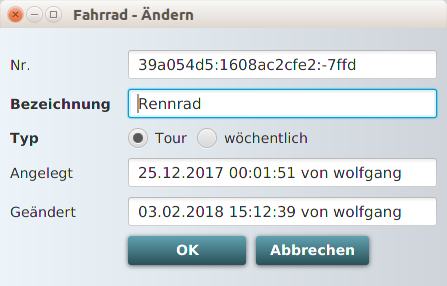 Fahrrad - Ändern
Nr. 39a054d5:1608ac2cfe2:-7ffd
Bezeichnung Rennrad
Typ Tour wöchentlich
Angelegt 25.12.2017 00:01:51 von wolfgang
Geändert 03.02.2018 15:12:39 von wolfgang
OK Abbrechen